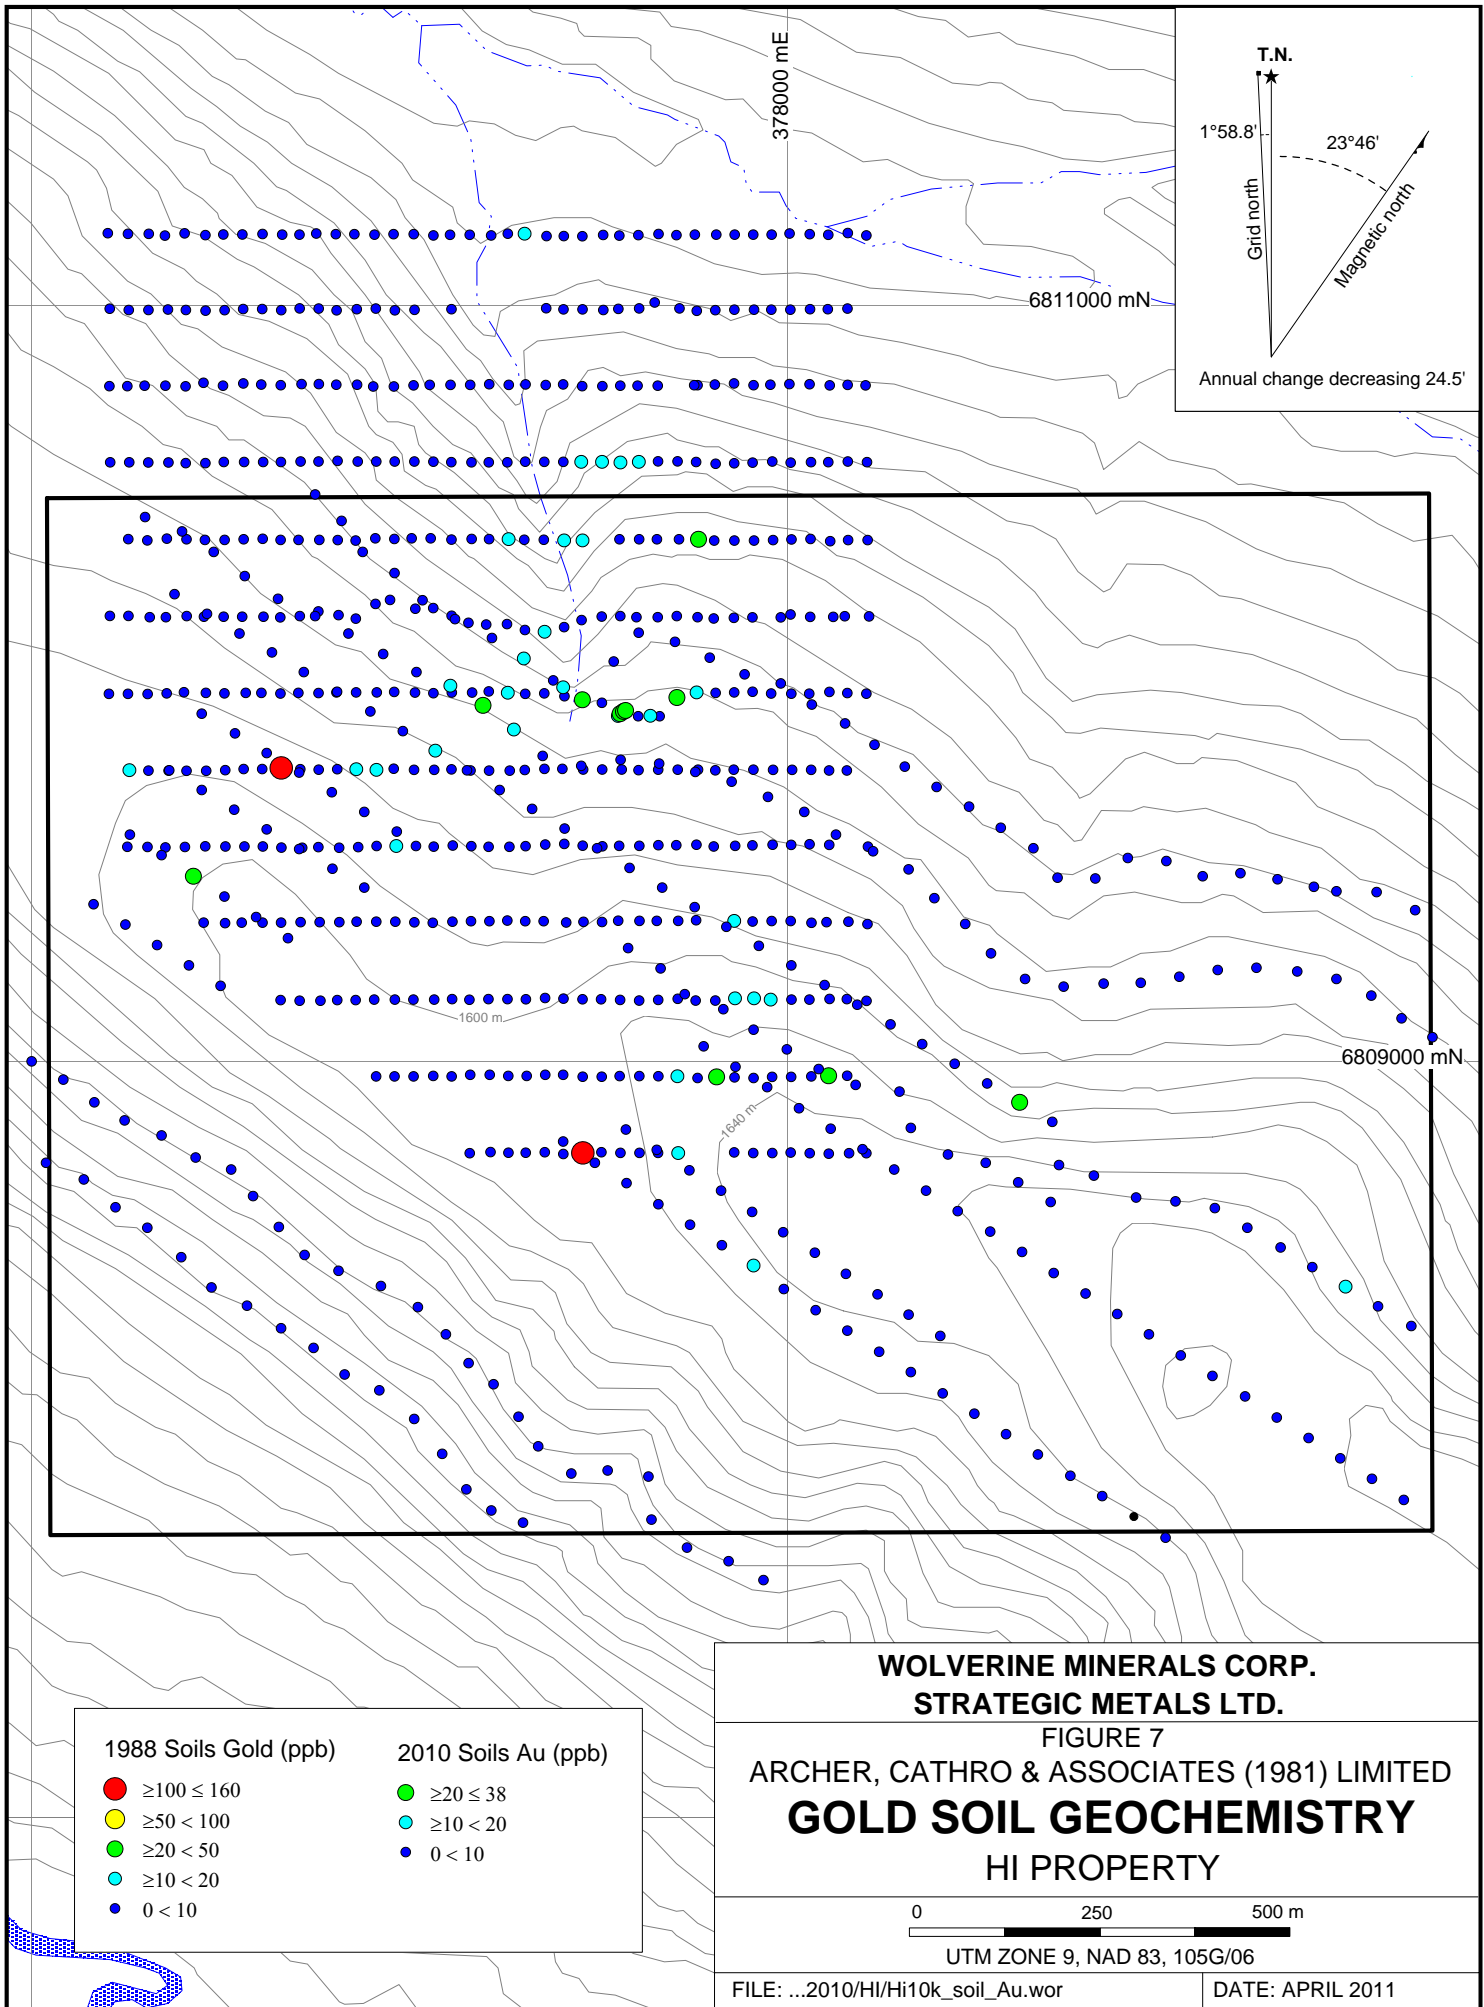 378000 mE
T.N.
1°58.8'
23°46'
Grid north
Magnetic north
Annual change decreasing 24.5'
6811000 mN
1600 m
6809000 mN
1640 m
WOLVERINE MINERALS CORP.
STRATEGIC METALS LTD.
FIGURE 7
ARCHER, CATHRO & ASSOCIATES (1981) LIMITED
GOLD SOIL GEOCHEMISTRY
HI PROPERTY
0 250 500 m
UTM ZONE 9, NAD 83, 105G/06
FILE: ...2010/HI/Hi10k_soil_Au.wor
DATE: APRIL 2011
1988 Soils Gold (ppb)
≥100 ≤ 160
≥50 < 100
≥20 < 50
≥10 < 20
0 < 10
2010 Soils Au (ppb)
≥20 ≤ 38
≥10 < 20
0 < 10